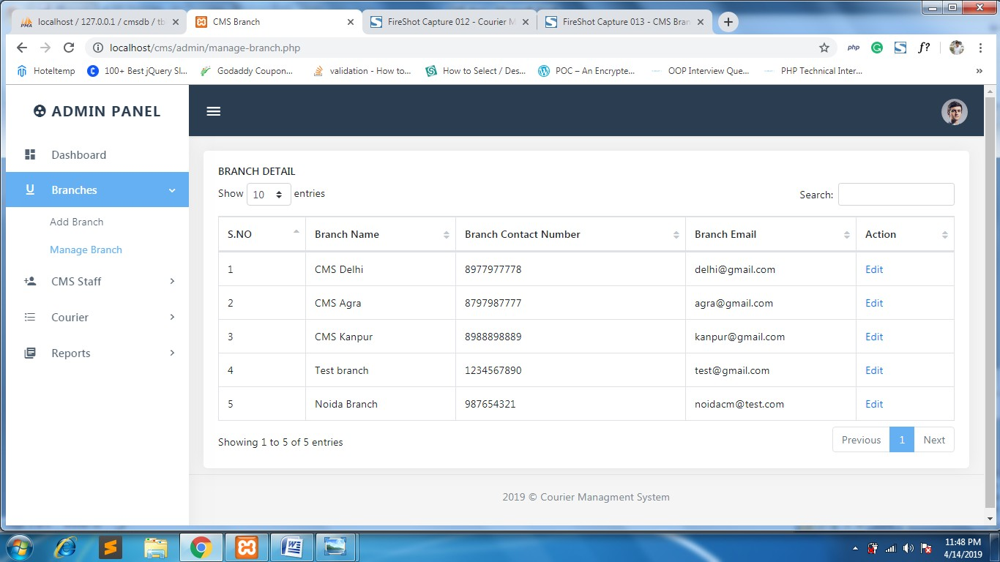 localhost / 127.0.0.1 / cmsdb / tb
CMS Branch
FireShot Capture 012 - Courier M
FireShot Capture 013 - CMS Bran
localhost/cms/admin/manage-branch.php
php
f?
Hoteltemp
100+ Best jQuery Sl...
Godaddy Coupon...
validation - How to...
How to Select / Des...
POC – An Encrypte...
OOP Interview Que...
PHP Technical Inter...
»
ADMIN PANEL
Dashboard
Branches
Add Branch
Manage Branch
CMS Staff
Courier
Reports
BRANCH DETAIL
Show 10 entries
Search:
S.NO Branch Name Branch Contact Number Branch Email Action
1 CMS Delhi 8977977778 delhi@gmail.com Edit
2 CMS Agra 8797987777 agra@gmail.com Edit
3 CMS Kanpur 8988898889 kanpur@gmail.com Edit
4 Test branch 1234567890 test@gmail.com Edit
5 Noida Branch 987654321 noidacm@test.com Edit
Showing 1 to 5 of 5 entries
Previous 1 Next
2019 © Courier Managment System
11:48 PM
4/14/2019